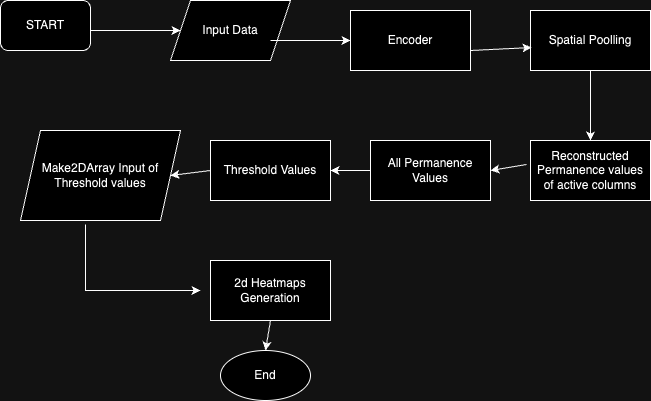 START
Input Data
Encoder
Spatial Poolling
Make2DArray Input of
Threshold values
Threshold Values
All Permanence
Values
Reconstructed
Permanence values
of active columns
2d Heatmaps
Generation
End